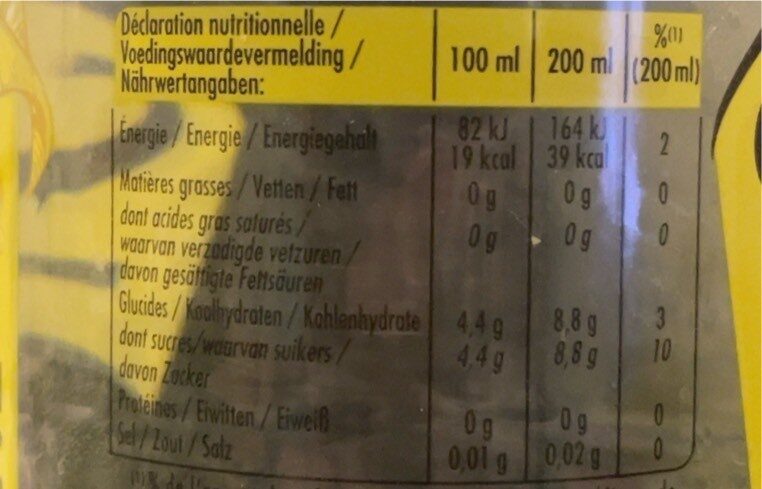 Déclaration nutritionnelle /
Voedingswaardevermelding /
Nährwertangaben:
100 ml 200 ml %(1) (200 ml)
Énergie / Energie / Energiegehalt 82 kJ 164 kJ 2
19 kcal 39 kcal
Matières grasses / Vetten / Fett 0 g 0 g 0
dont acides gras saturés / 0 g 0 g 0
waarvan verzadigde vetzuren /
davon gesättigte Fettsäuren
Glucides / Koolhydraten / Kohlenhydrate 4,4 g 8,8 g 3
dont sucres/waarvan suikers / 4,4 g 8,8 g 10
davon Zucker
Protéines / Eiwitten / Eiweiß 0 g 0 g 0
Sel / Zout / Salz 0,01 g 0,02 g 0